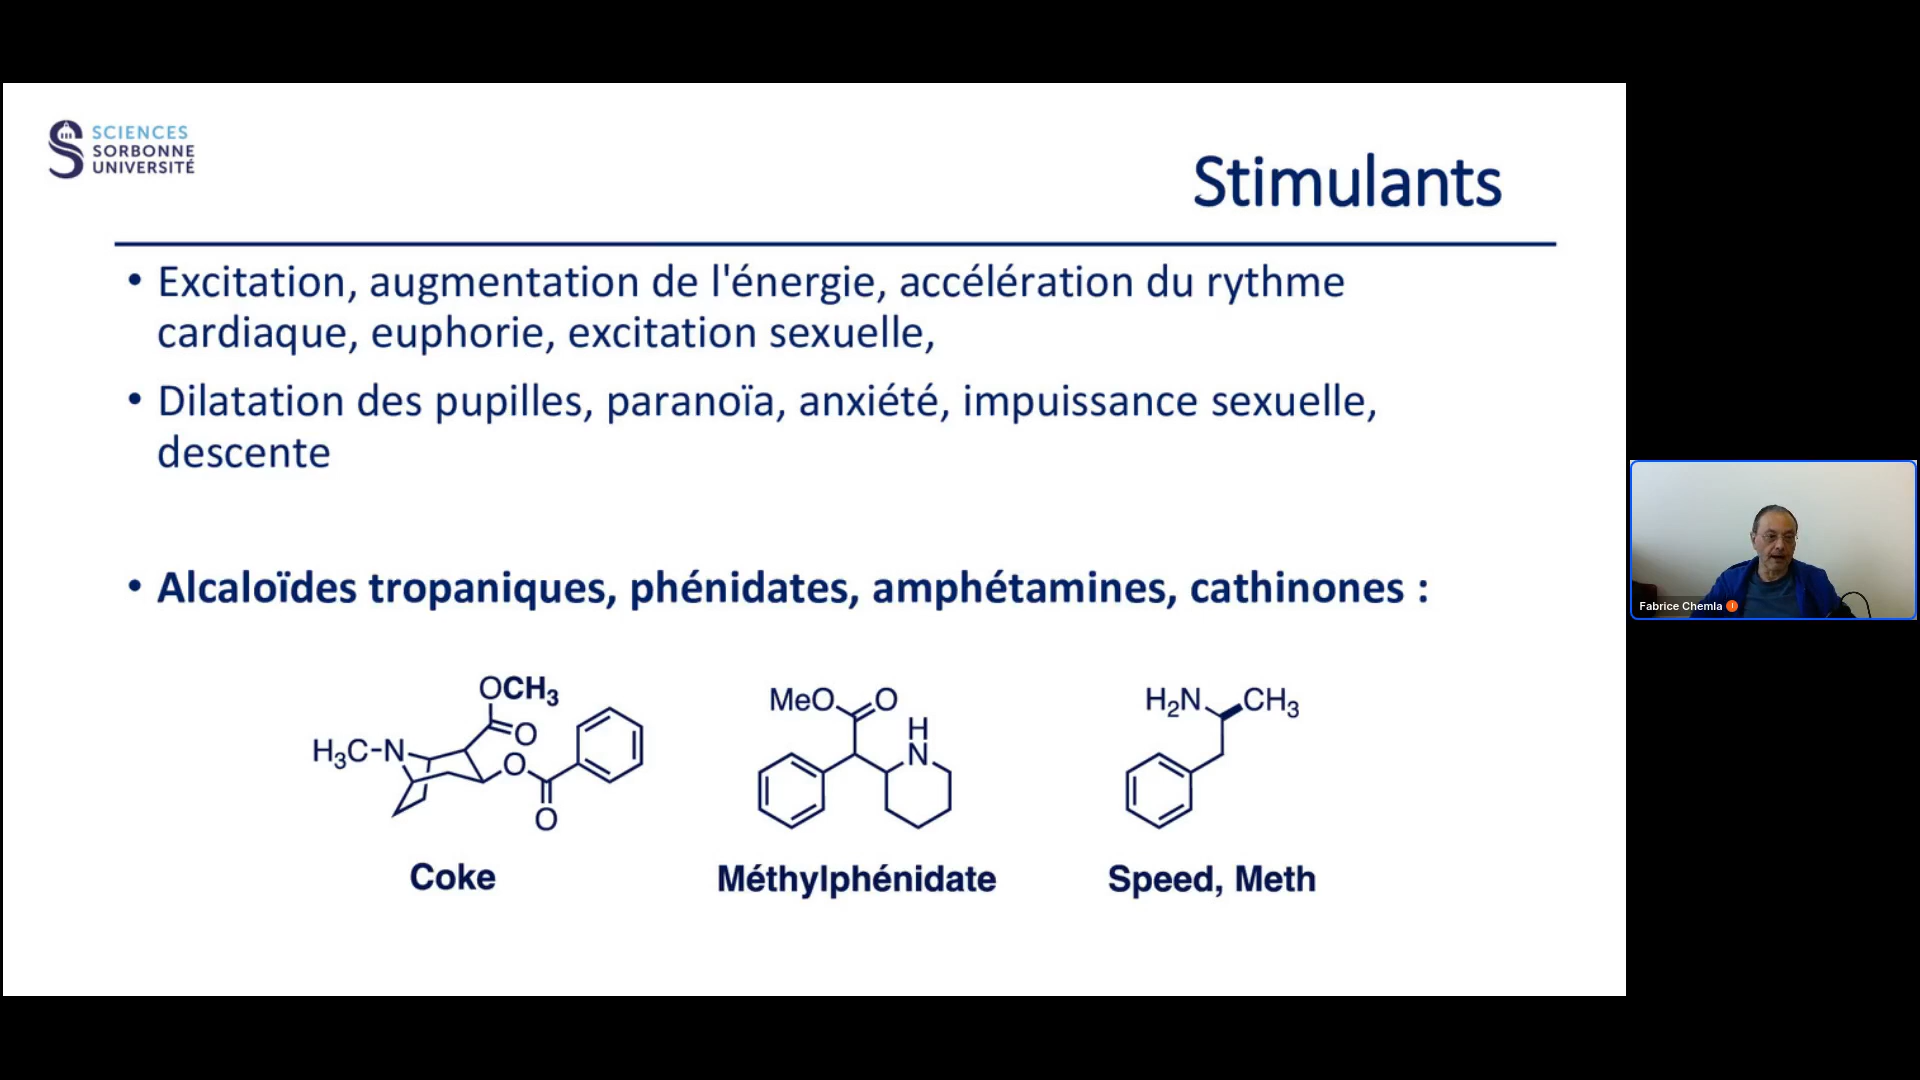 SCIENCES
SORBONNE
UNIVERSITÉ
Stimulants
• Excitation, augmentation de l'énergie, accélération du rythme
cardiaque, euphorie, excitation sexuelle,
• Dilatation des pupilles, paranoïa, anxiété, impuissance sexuelle,
descente
• Alcaloïdes tropaniques, phénidates, amphétamines, cathinones :
OCH3
O
H3C-N
O
O
MeO
O
H
N
H2N
CH3
Coke
Méthylphénidate
Speed, Meth
Fabrice Chemla